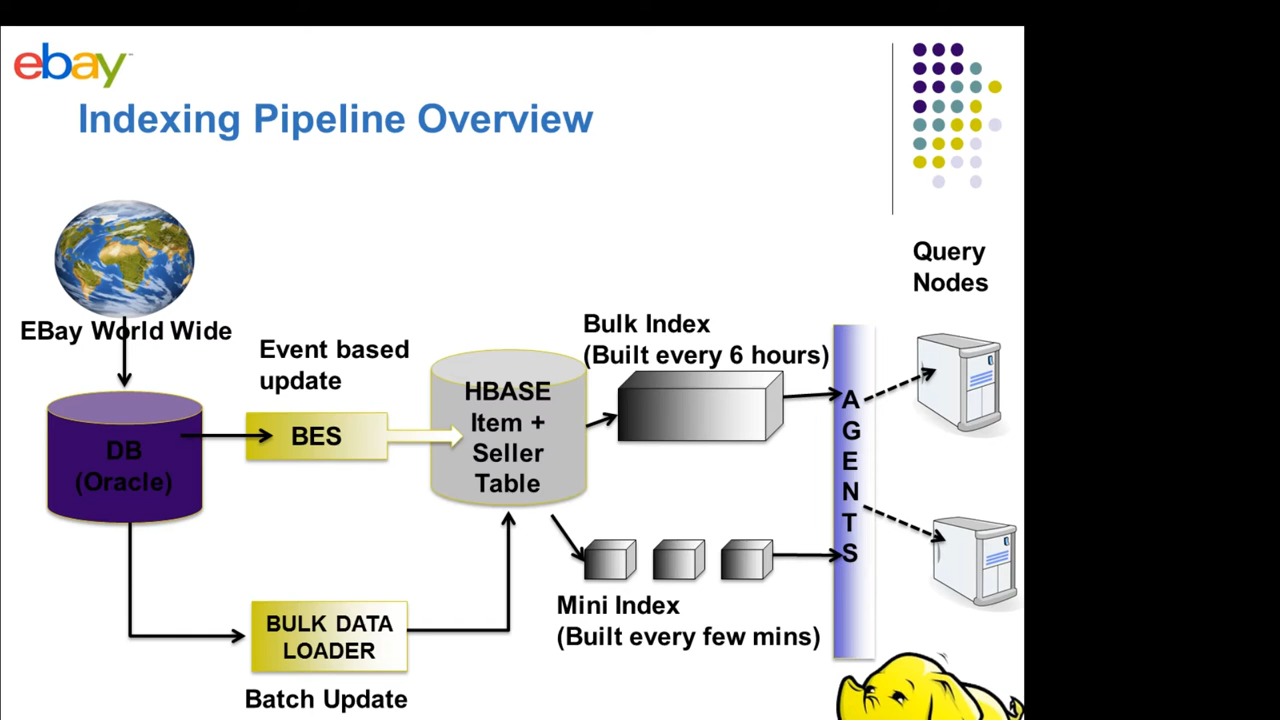 ebay
Indexing Pipeline Overview
Query
Nodes
EBay World Wide
Event based
update
Bulk Index
(Built every 6 hours)
DB
(Oracle)
BES
HBASE
Item +
Seller
Table
A
G
E
N
T
S
BULK DATA
LOADER
Batch Update
Mini Index
(Built every few mins)